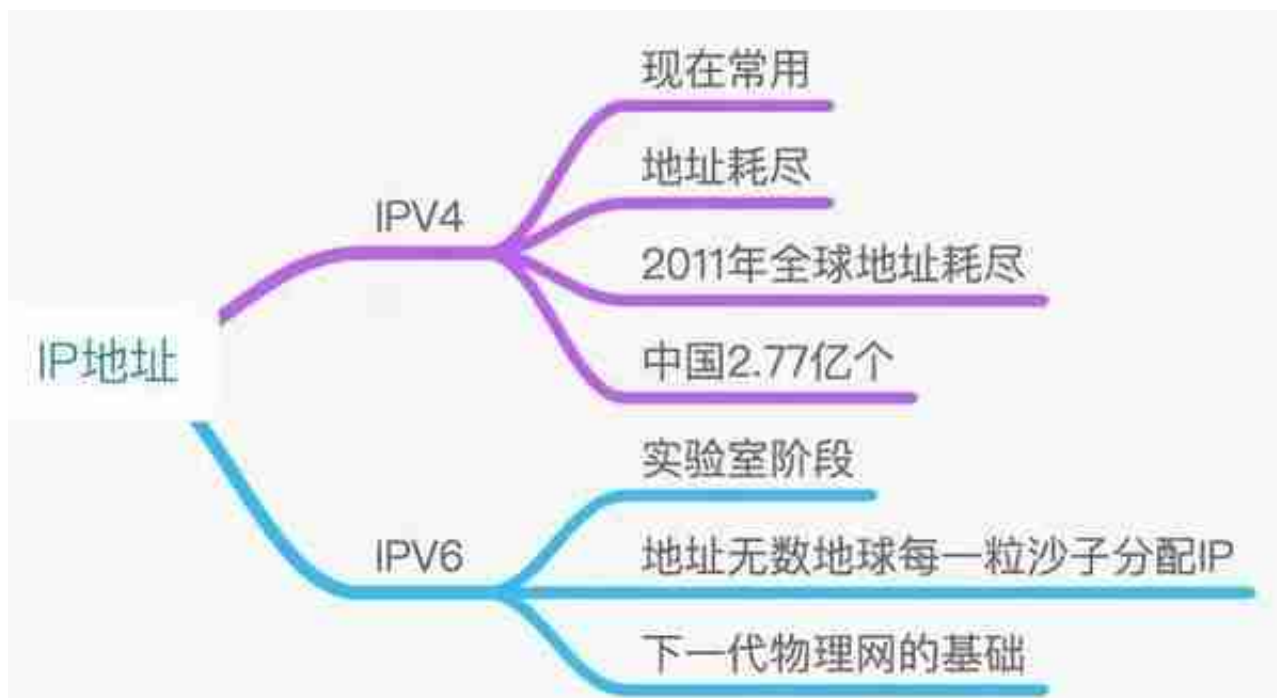 现在常用
地址耗尽
IPV4
2011年全球地址耗尽
中国2.77亿个
IP地址
实验室阶段
IPV6
地址无数地球每一粒沙子分配IP
下一代物理网的基础